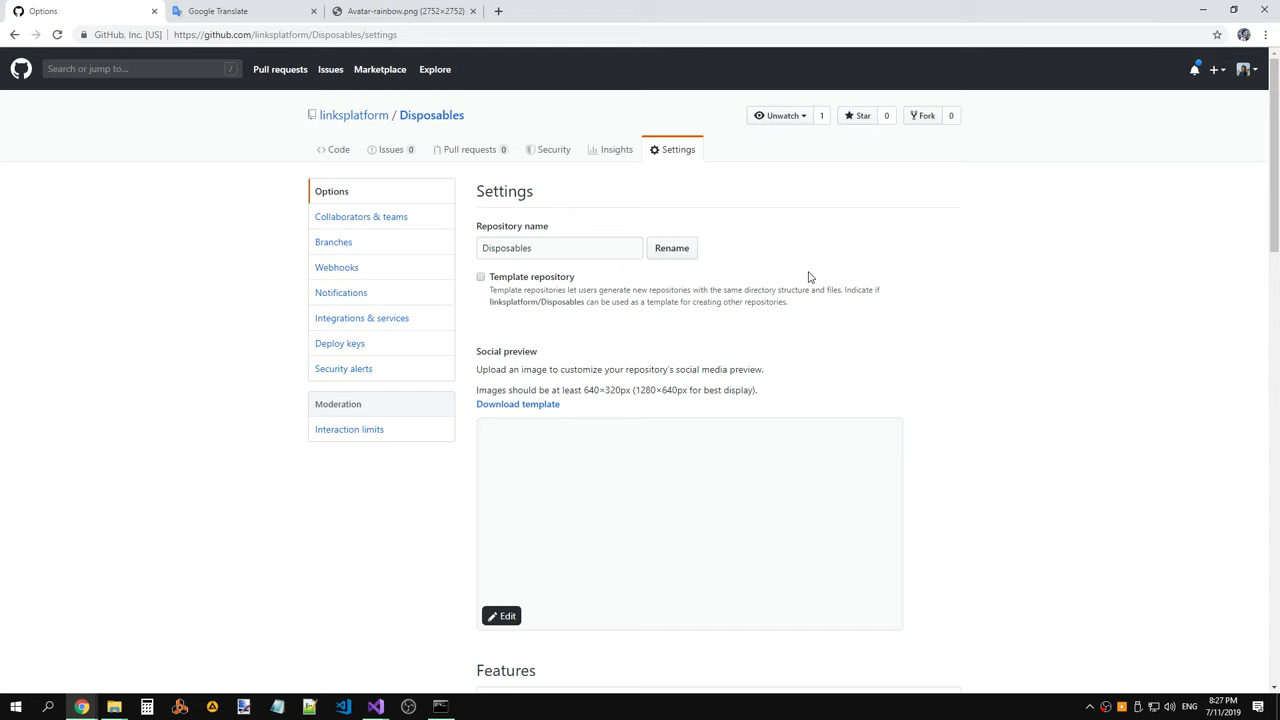 Options
Google Translate
Avatar-rainbow.png (2752×2752)
GitHub, Inc. [US]
https://github.com/linksplatform/Disposables/settings
Search or jump to...
/
Pull requests
Issues
Marketplace
Explore
linksplatform / Disposables
Unwatch 1
Star 0
Fork 0
Code
Issues 0
Pull requests 0
Security
Insights
Settings
Options
Collaborators & teams
Branches
Webhooks
Notifications
Integrations & services
Deploy keys
Security alerts
Moderation
Interaction limits
Settings
Repository name
Disposables
Rename
Template repository
Template repositories let users generate new repositories with the same directory structure and files. Indicate if
linksplatform/Disposables can be used as a template for creating other repositories.
Social preview
Upload an image to customize your repository's social media preview.
Images should be at least 640×320px (1280×640px for best display).
Download template
Edit
Features
ENG
8:27 PM
7/11/2019